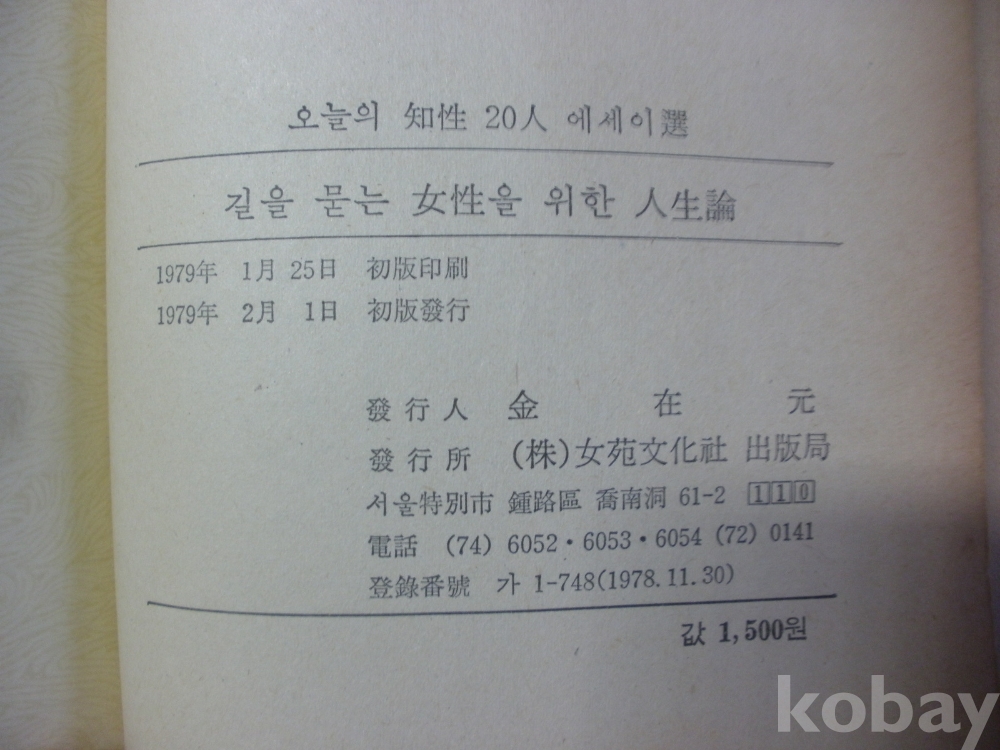 오늘의 知性 20人 에세이選
길을 묻는 女性을 위한 人生論
1979年 1月 25日 初版印刷
1979年 2月 1日 初版發行
發行人 金在元
發行所 (株)女苑文化社 出版局
서울特別市 鍾路區 喬南洞 61-2 110
電話 (74) 6052·6053·6054 (72) 0141
登錄番號 가 1-748(1978.11.30)
값 1,500원
kobay